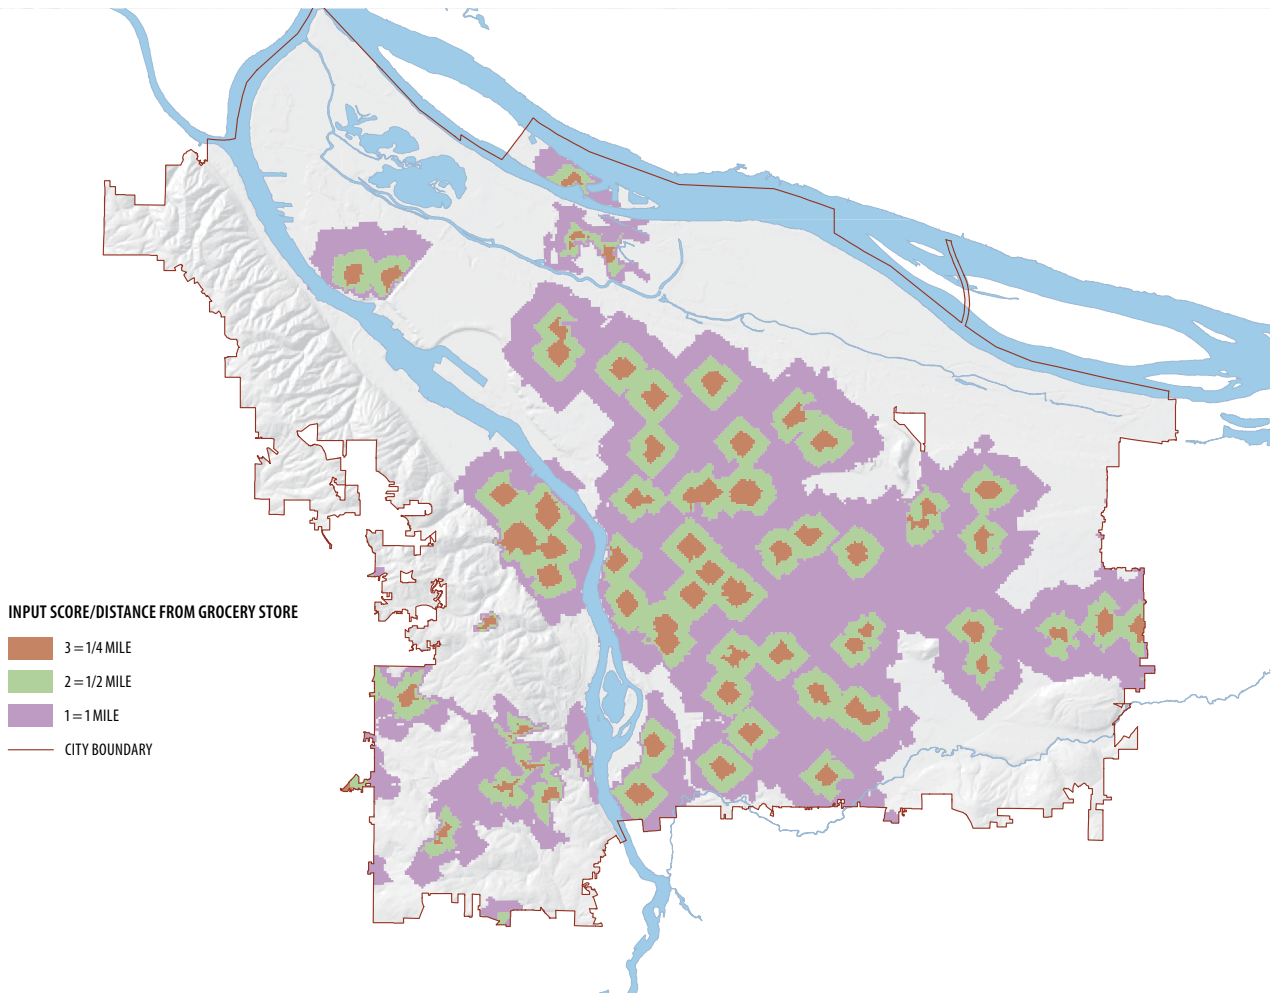 INPUT SCORE/DISTANCE FROM GROCERY STORE
3 = 1/4 MILE
2 = 1/2 MILE
1 = 1 MILE
CITY BOUNDARY